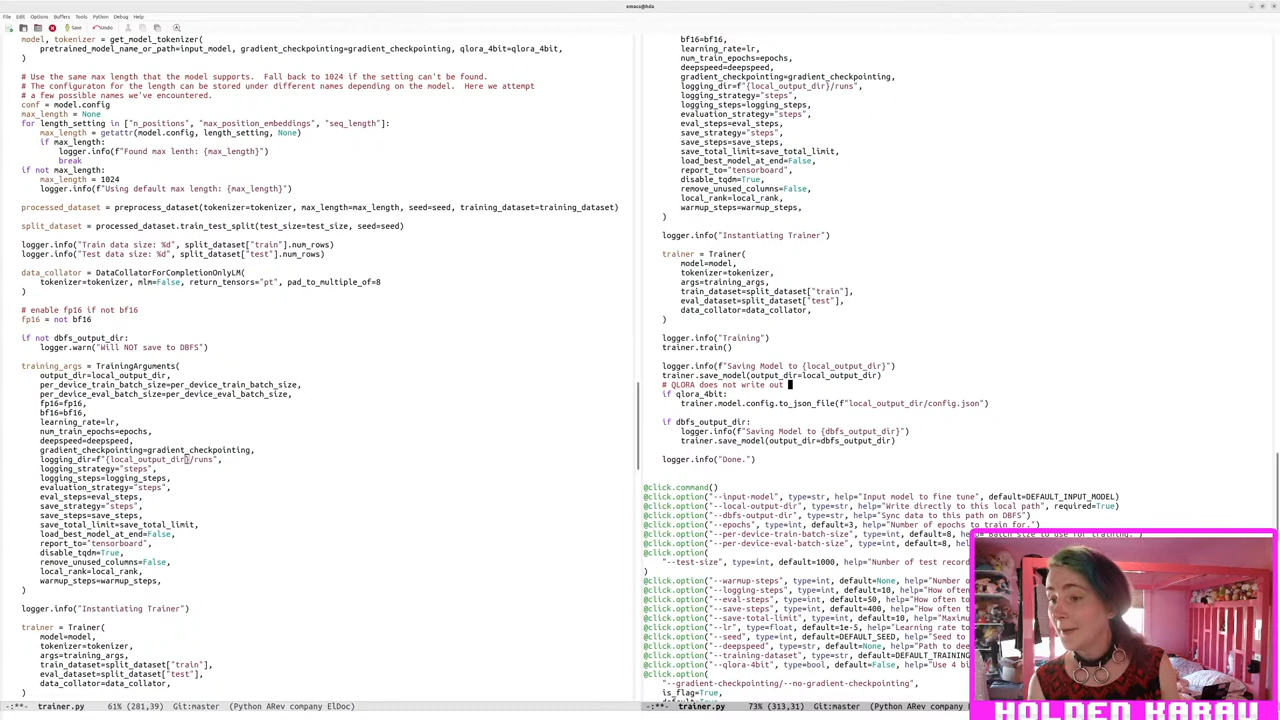 emacs@hda
File Edit Options Buffers Tools Python Debug Help
Save Undo
model, tokenizer = get_model_tokenizer(
pretrained_model_name_or_path=input_model, gradient_checkpointing=gradient_checkpointing, qlora_4bit=qlora_4bit,
)
# Use the same max length that the model supports.  Fall back to 1024 if the setting can't be found.
# The configuraton for the length can be stored under different names depending on the model.  Here we attempt
# a few possible names we've encountered.
conf = model.config
max_length = None
for length_setting in ["n_positions", "max_position_embeddings", "seq_length"]:
max_length = getattr(model.config, length_setting, None)
if max_length:
logger.info(f"Found max lenth: {max_length}")
break
if not max_length:
max_length = 1024
logger.info(f"Using default max length: {max_length}")
processed_dataset = preprocess_dataset(tokenizer=tokenizer, max_length=max_length, seed=seed, training_dataset=training_dataset)
split_dataset = processed_dataset.train_test_split(test_size=test_size, seed=seed)
logger.info("Train data size: %d", split_dataset["train"].num_rows)
logger.info("Test data size: %d", split_dataset["test"].num_rows)
data_collator = DataCollatorForCompletionOnlyLM(
tokenizer=tokenizer, mlm=False, return_tensors="pt", pad_to_multiple_of=8
)
# enable fp16 if not bf16
fp16 = not bf16
if not dbfs_output_dir:
logger.warn("Will NOT save to DBFS")
training_args = TrainingArguments(
output_dir=local_output_dir,
per_device_train_batch_size=per_device_train_batch_size,
per_device_eval_batch_size=per_device_eval_batch_size,
fp16=fp16,
bf16=bf16,
learning_rate=lr,
num_train_epochs=epochs,
deepspeed=deepspeed,
gradient_checkpointing=gradient_checkpointing,
logging_dir=f"{local_output_dir}/runs",
logging_strategy="steps",
logging_steps=logging_steps,
evaluation_strategy="steps",
eval_steps=eval_steps,
save_strategy="steps",
save_steps=save_steps,
save_total_limit=save_total_limit,
load_best_model_at_end=False,
report_to="tensorboard",
disable_tqdm=True,
remove_unused_columns=False,
local_rank=local_rank,
warmup_steps=warmup_steps,
)
logger.info("Instantiating Trainer")
trainer = Trainer(
model=model,
tokenizer=tokenizer,
args=training_args,
train_dataset=split_dataset["train"],
eval_dataset=split_dataset["test"],
data_collator=data_collator,
)
-:**- trainer.py 61% (281,39) Git:master (Python ARev company ElDoc)
bf16=bf16,
learning_rate=lr,
num_train_epochs=epochs,
deepspeed=deepspeed,
gradient_checkpointing=gradient_checkpointing,
logging_dir=f"{local_output_dir}/runs",
logging_strategy="steps",
logging_steps=logging_steps,
evaluation_strategy="steps",
eval_steps=eval_steps,
save_strategy="steps",
save_steps=save_steps,
save_total_limit=save_total_limit,
load_best_model_at_end=False,
report_to="tensorboard",
disable_tqdm=True,
remove_unused_columns=False,
local_rank=local_rank,
warmup_steps=warmup_steps,
)
logger.info("Instantiating Trainer")
trainer = Trainer(
model=model,
tokenizer=tokenizer,
args=training_args,
train_dataset=split_dataset["train"],
eval_dataset=split_dataset["test"],
data_collator=data_collator,
)
logger.info("Training")
trainer.train()
logger.info(f"Saving Model to {local_output_dir}")
trainer.save_model(output_dir=local_output_dir)
# QLORA does not write out
if qlora_4bit:
trainer.model.config.to_json_file(f"local_output_dir/config.json")
if dbfs_output_dir:
logger.info(f"Saving Model to {dbfs_output_dir}")
trainer.save_model(output_dir=dbfs_output_dir)
logger.info("Done.")
@click.command()
@click.option("--input-model", type=str, help="Input model to fine tune", default=DEFAULT_INPUT_MODEL)
@click.option("--local-output-dir", type=str, help="Write directly to this local path", required=True)
@click.option("--dbfs-output-dir", type=str, help="Sync data to this path on DBFS")
@click.option("--epochs", type=int, default=3, help="Number of epochs to train for.")
@click.option("--per-device-train-batch-size", type=int, default=8, help="Batch size to use for training.")
@click.option("--per-device-eval-batch-size", type=int, default=8,
@click.option(
"--test-size", type=int, default=1000, help="Number of test recor
)
@click.option("--warmup-steps", type=int, default=None, help="Number o
@click.option("--logging-steps", type=int, default=10, help="How often
@click.option("--eval-steps", type=int, default=50, help="How often to
@click.option("--save-steps", type=int, default=400, help="How often t
@click.option("--save-total-limit", type=int, default=10, help="Maximu
@click.option("--lr", type=float, default=1e-5, help="Learning rate to
@click.option("--seed", type=int, default=DEFAULT_SEED, help="Seed to
@click.option("--deepspeed", type=str, default=None, help="Path to dee
@click.option("--training-dataset", type=str, default=DEFAULT_TRAININ
@click.option("--qlora-4bit", type=bool, default=False, help="Use 4 bi
@click.option(
"--gradient-checkpointing/--no-gradient-checkpointing",
is_flag=True,
-:**- trainer.py 73% (313,31) Git:master (Python ARev company
HOLDEN KARAU